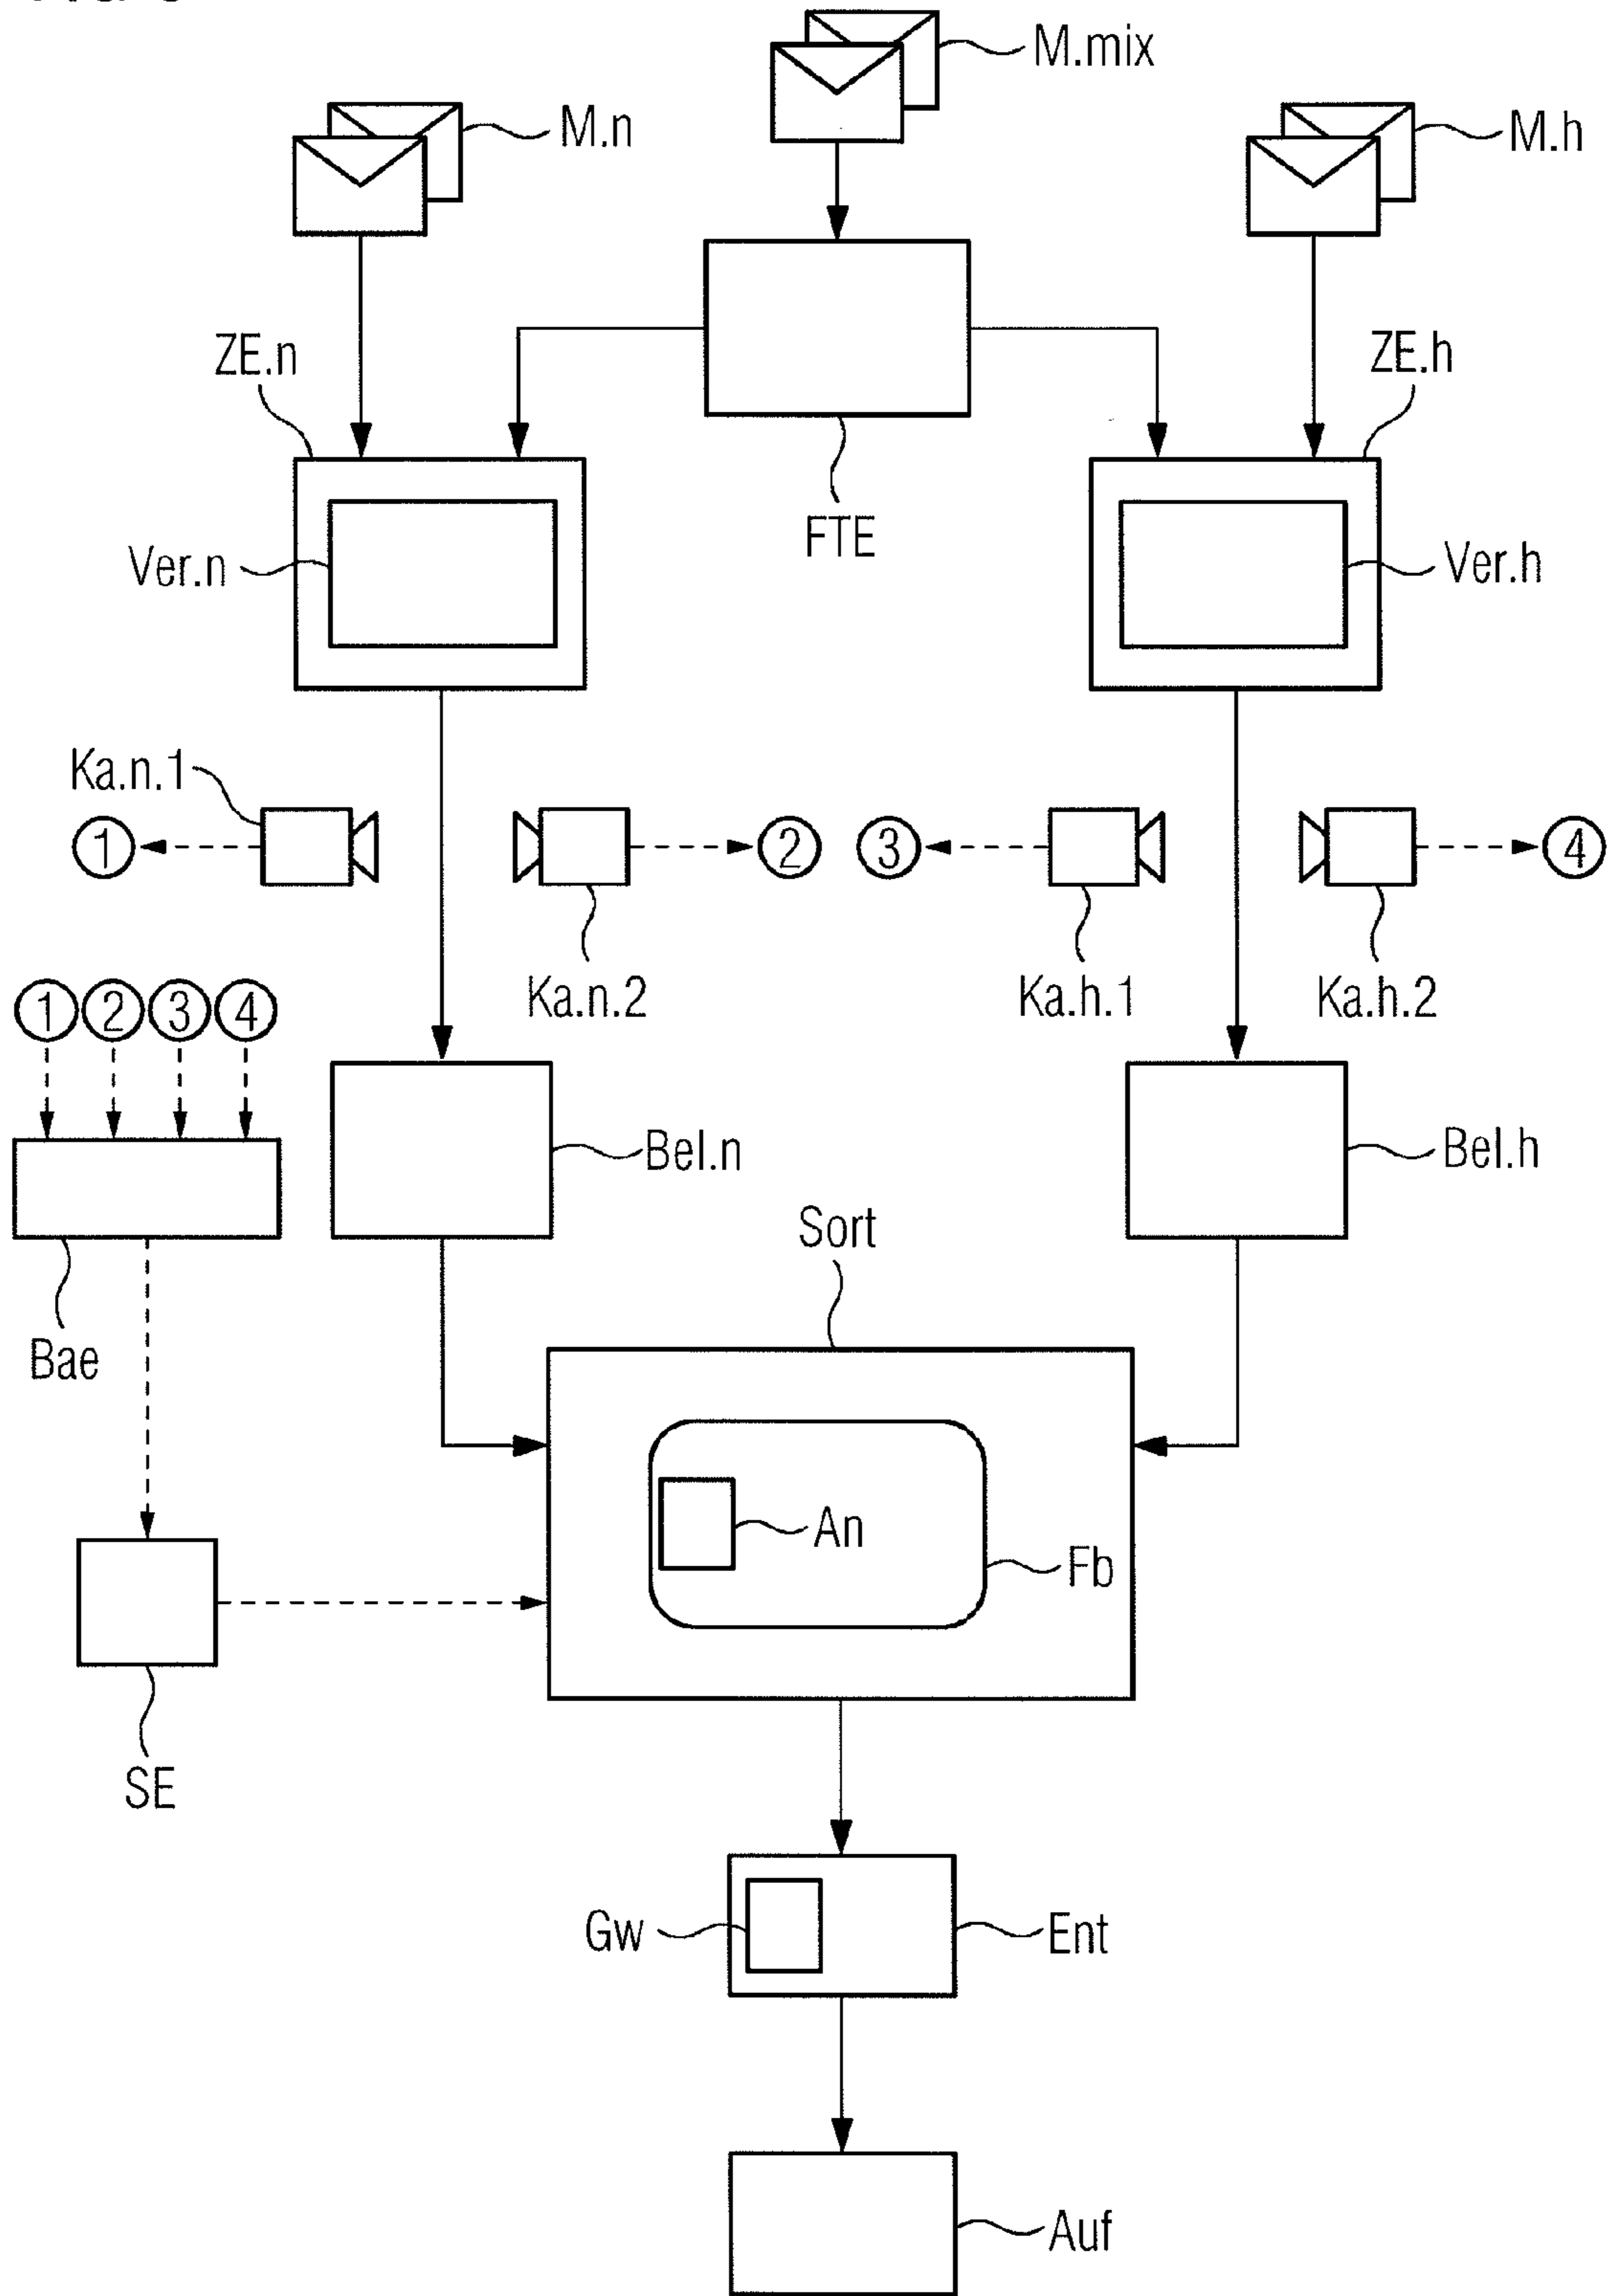 M.mix
M.n
M.h
ZE.n
ZE.h
FTE
Ver.n
Ver.h
Ka.n.1
1
2
3
4
Ka.n.2
Ka.h.1
Ka.h.2
1 2 3 4
Bel.n
Bel.h
Sort
Bae
An
Fb
SE
Gw
Ent
Auf